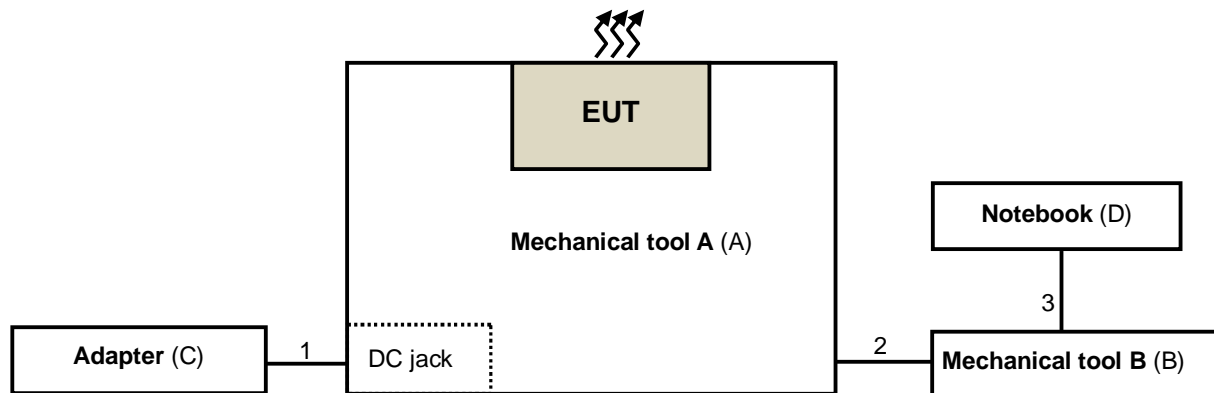 EUT
Notebook (D)
Mechanical tool A (A)
3
Adapter (C)
1
DC jack
2
Mechanical tool B (B)